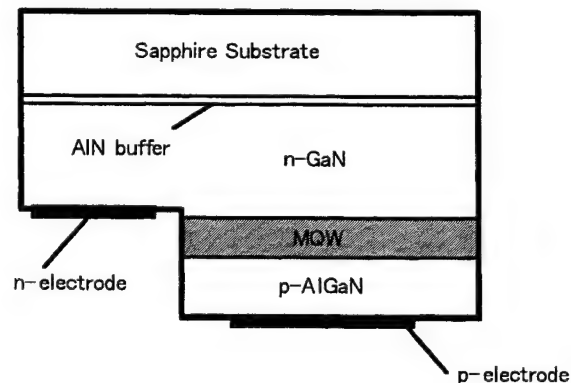 Sapphire Substrate
AlN buffer
n-GaN
MQW
n-electrode
p-AlGaN
p-electrode